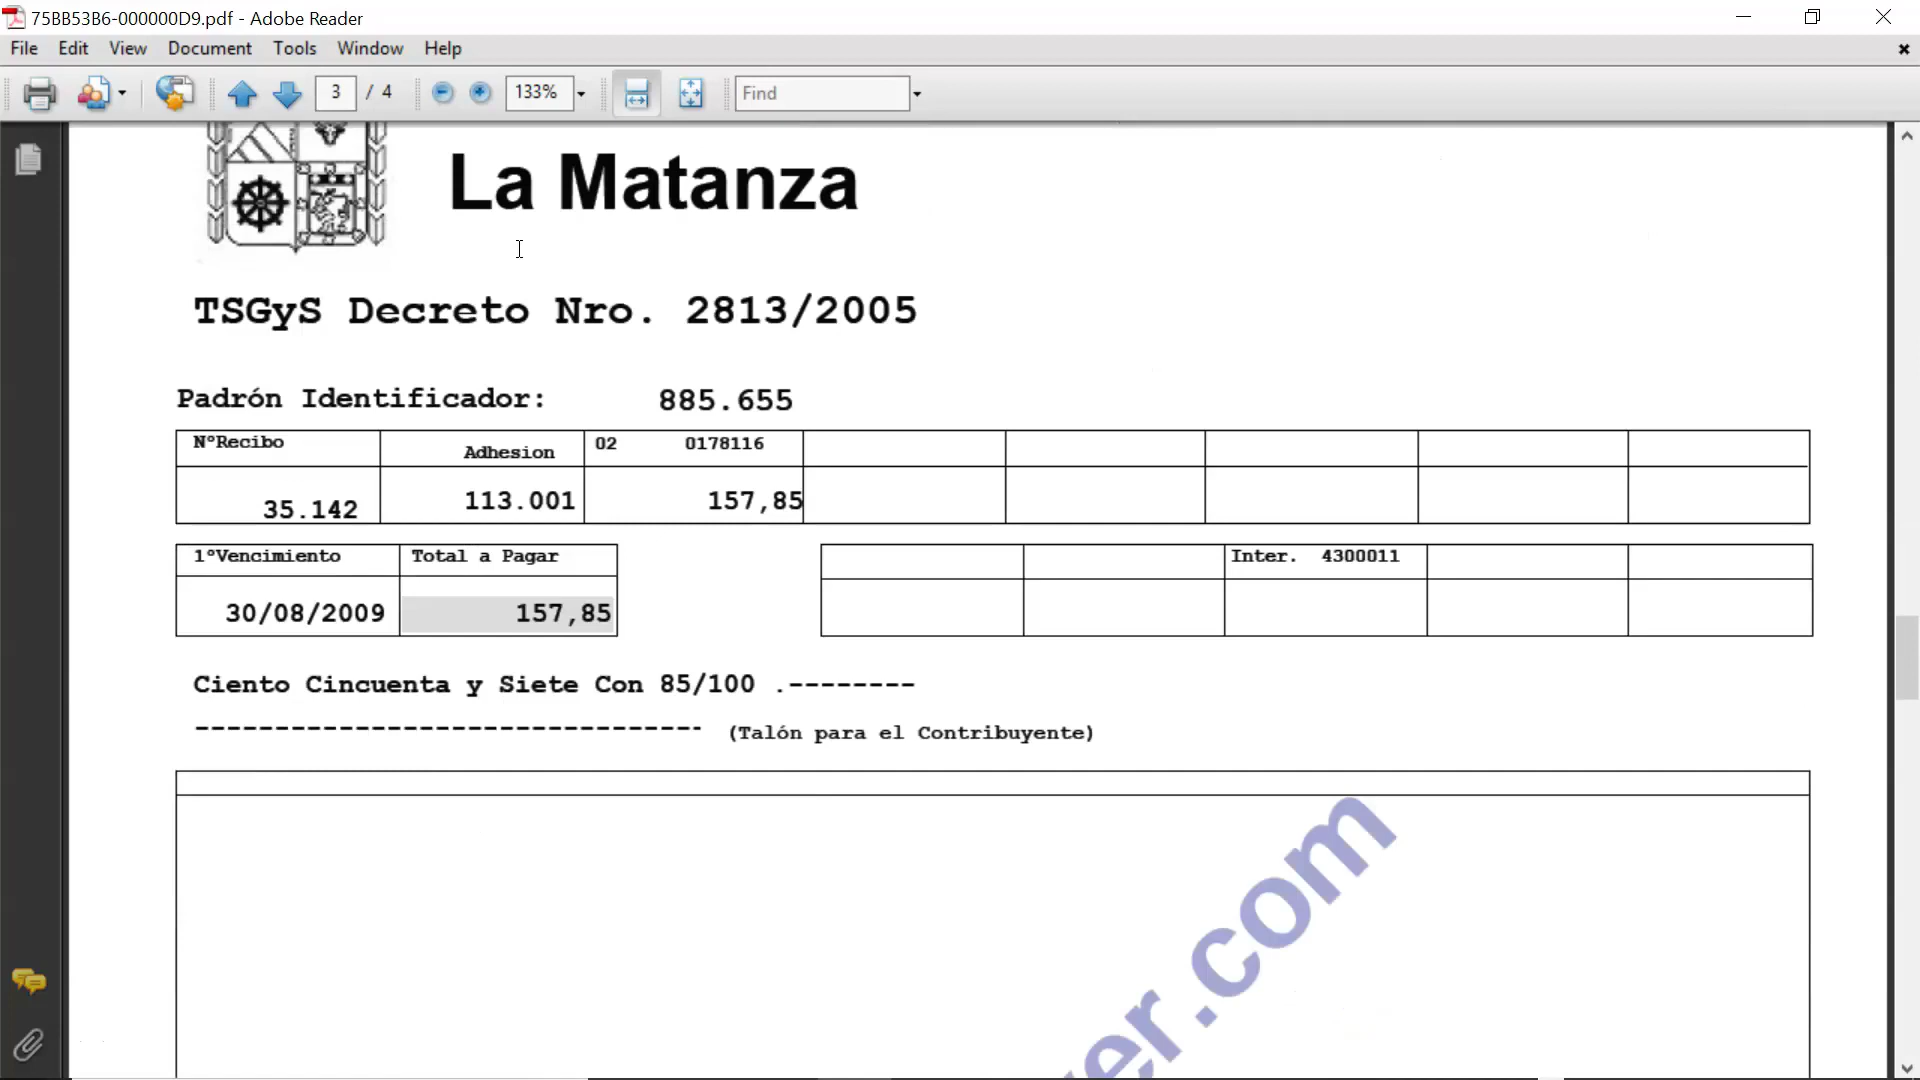 75BB53B6-000000D9.pdf - Adobe Reader
File Edit View Document Tools Window Help
3 / 4 133% Find
La Matanza
TSGyS Decreto Nro. 2813/2005
Padrón Identificador: 885.655
NºRecibo Adhesion 02 0178116
35.142 113.001 157,85
1ºVencimiento Total a Pagar Inter. 4300011
30/08/2009 157,85
Ciento Cincuenta y Siete Con 85/100 .--------
-------------------------------- (Talón para el Contribuyente)
er.com